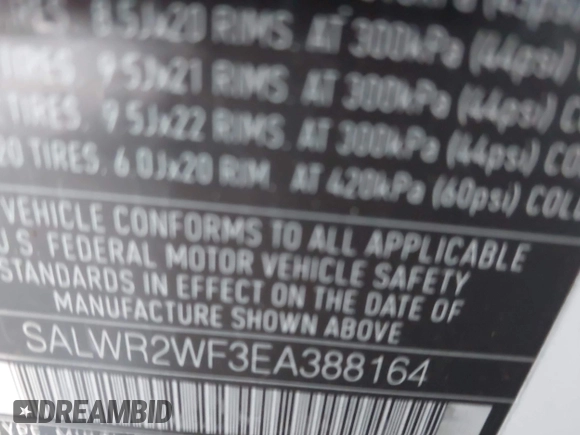 8.5Jx20 RIMS. AT 300kPa (44psi)
9.5Jx21 RIMS. AT 300kPa (44psi)
TIRES. 9.5Jx22 RIMS. AT 300kPa (44psi) CO
20 TIRES. 6.0Jx20 RIM. AT 420kPa (60psi) COL
VEHICLE CONFORMS TO ALL APPLICABLE
U.S. FEDERAL MOTOR VEHICLE SAFETY
STANDARDS IN EFFECT ON THE DATE OF
MANUFACTURE SHOWN ABOVE
SALWR2WF3EA388164
DREAMBID